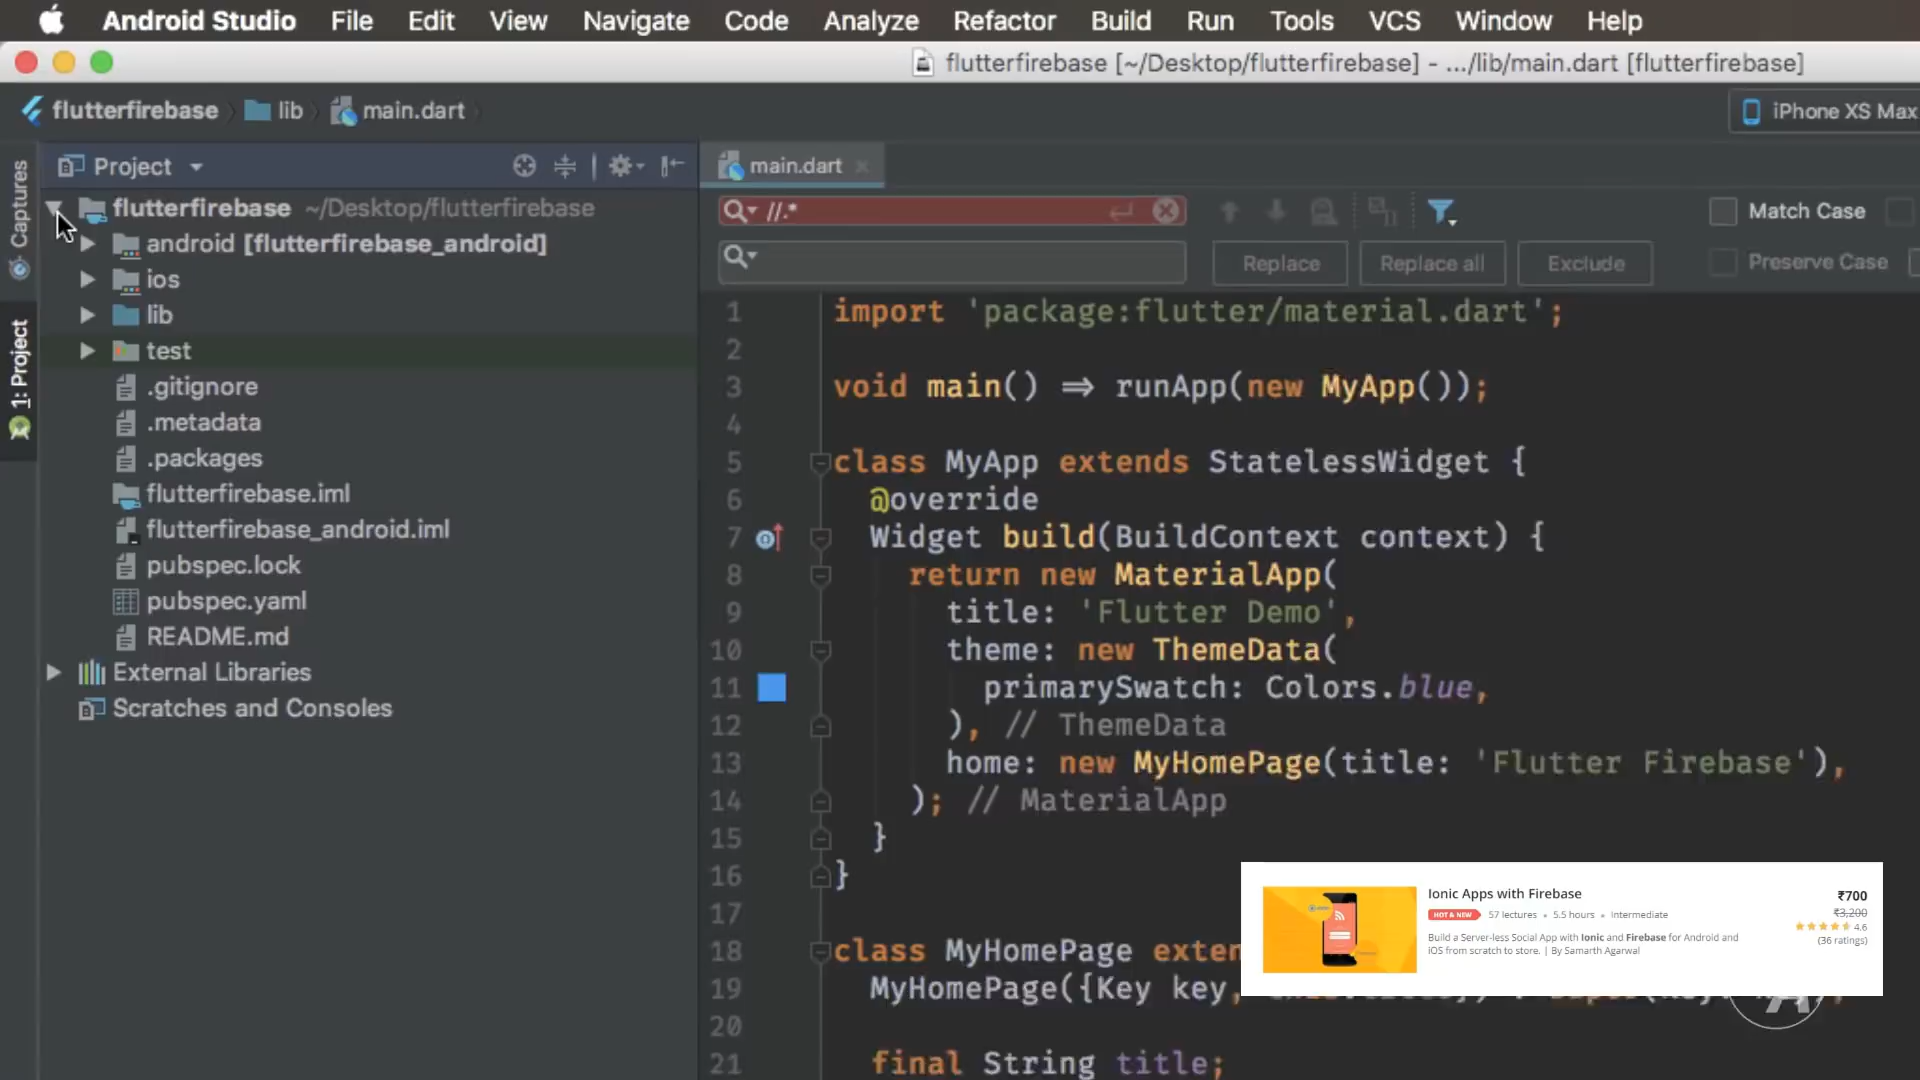 Android Studio File Edit View Navigate Code Analyze Refactor Build Run Tools VCS Window Help
flutterfirebase [~/Desktop/flutterfirebase] - .../lib/main.dart [flutterfirebase]
flutterfirebase lib main.dart
iPhone XS Max
Captures
1: Project
Project
flutterfirebase ~/Desktop/flutterfirebase
android [flutterfirebase_android]
ios
lib
test
.gitignore
.metadata
.packages
flutterfirebase.iml
flutterfirebase_android.iml
pubspec.lock
pubspec.yaml
README.md
External Libraries
Scratches and Consoles
main.dart
//.*
Match Case
Replace Replace all Exclude Preserve Case
1 import 'package:flutter/material.dart';
2
3 void main() => runApp(new MyApp());
4
5 class MyApp extends StatelessWidget {
6 @override
7 Widget build(BuildContext context) {
8 return new MaterialApp(
9 title: 'Flutter Demo',
10 theme: new ThemeData(
11 primarySwatch: Colors.blue,
12 ), // ThemeData
13 home: new MyHomePage(title: 'Flutter Firebase'),
14 ); // MaterialApp
15 }
16 }
17
18 class MyHomePage exten
19 MyHomePage({Key key,
20
21 final String title;
Ionic Apps with Firebase
HOT & NEW 57 lectures • 5.5 hours • Intermediate
Build a Server-less Social App with Ionic and Firebase for Android and
iOS from scratch to store. | By Samarth Agarwal
₹700
₹3,200
4.6
(36 ratings)